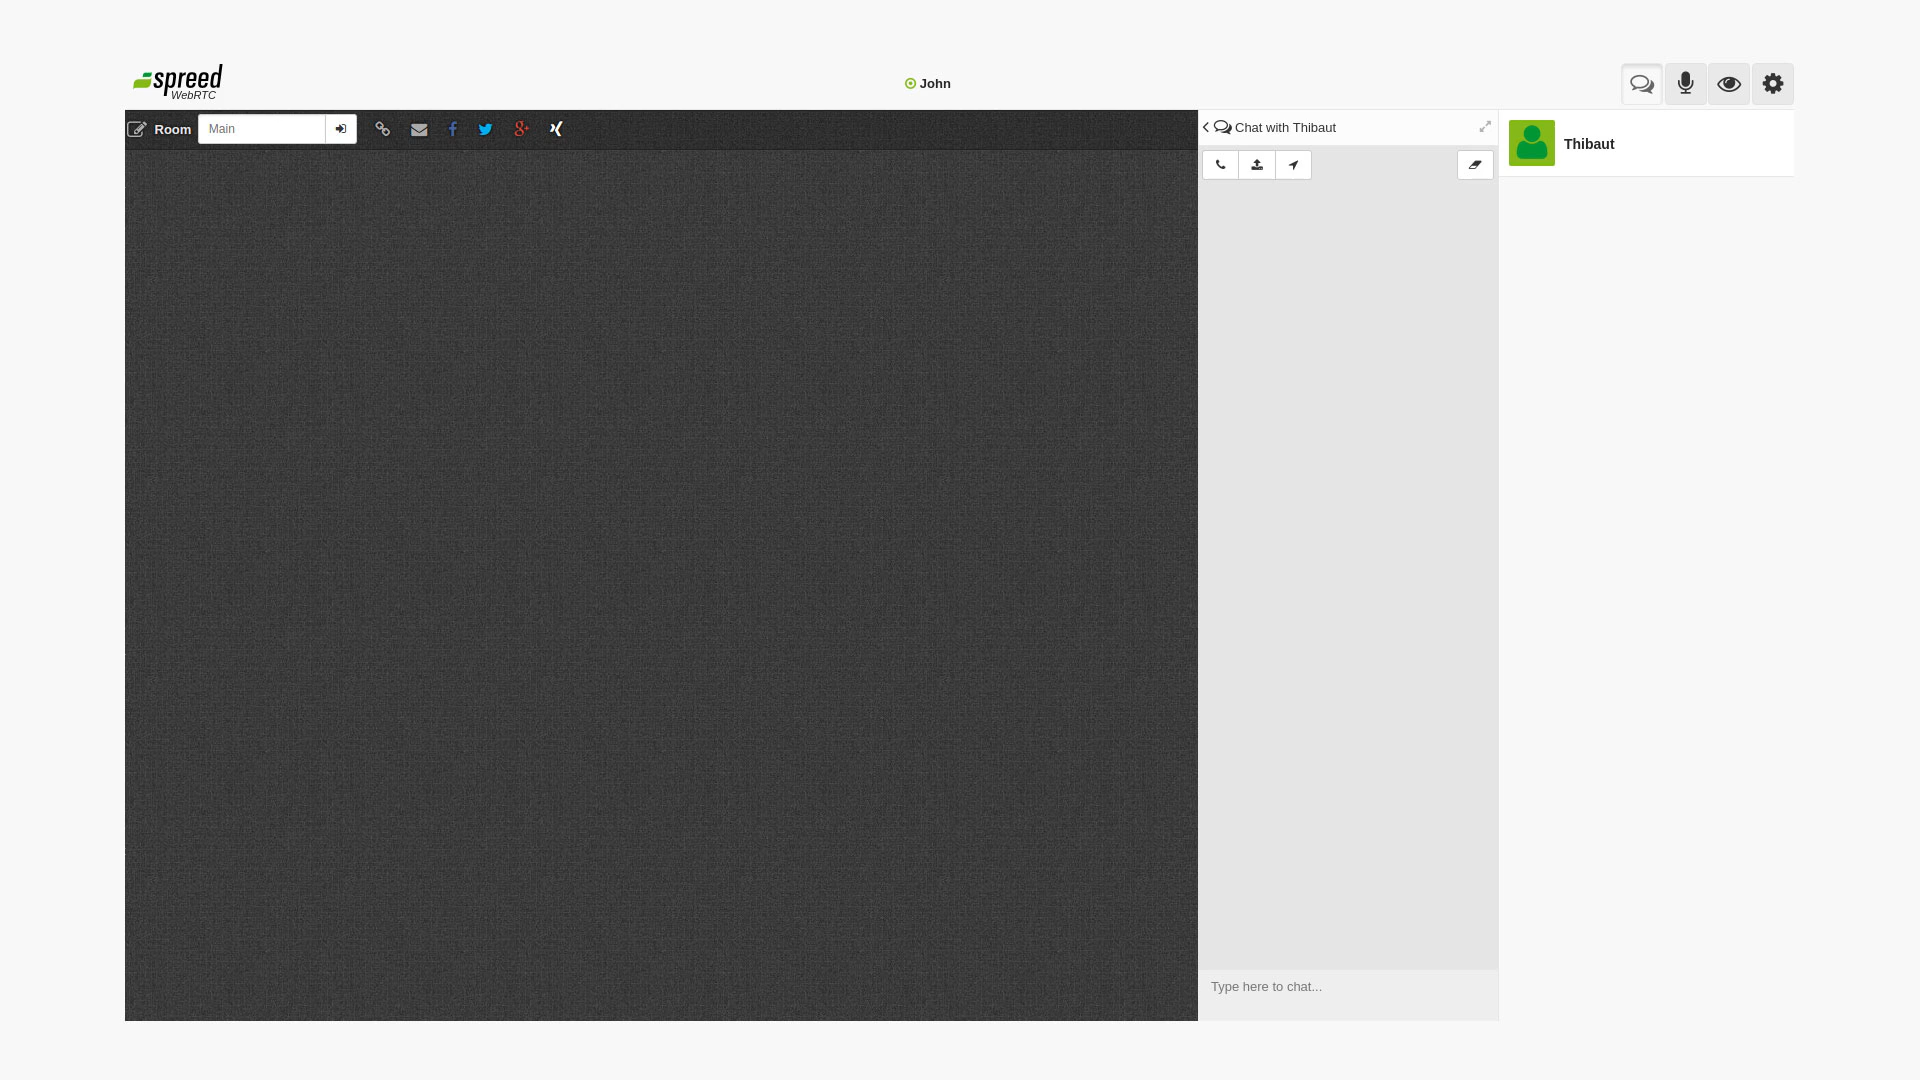 spreed
WebRTC
John
Room
Main
Chat with Thibaut
Thibaut
Type here to chat...